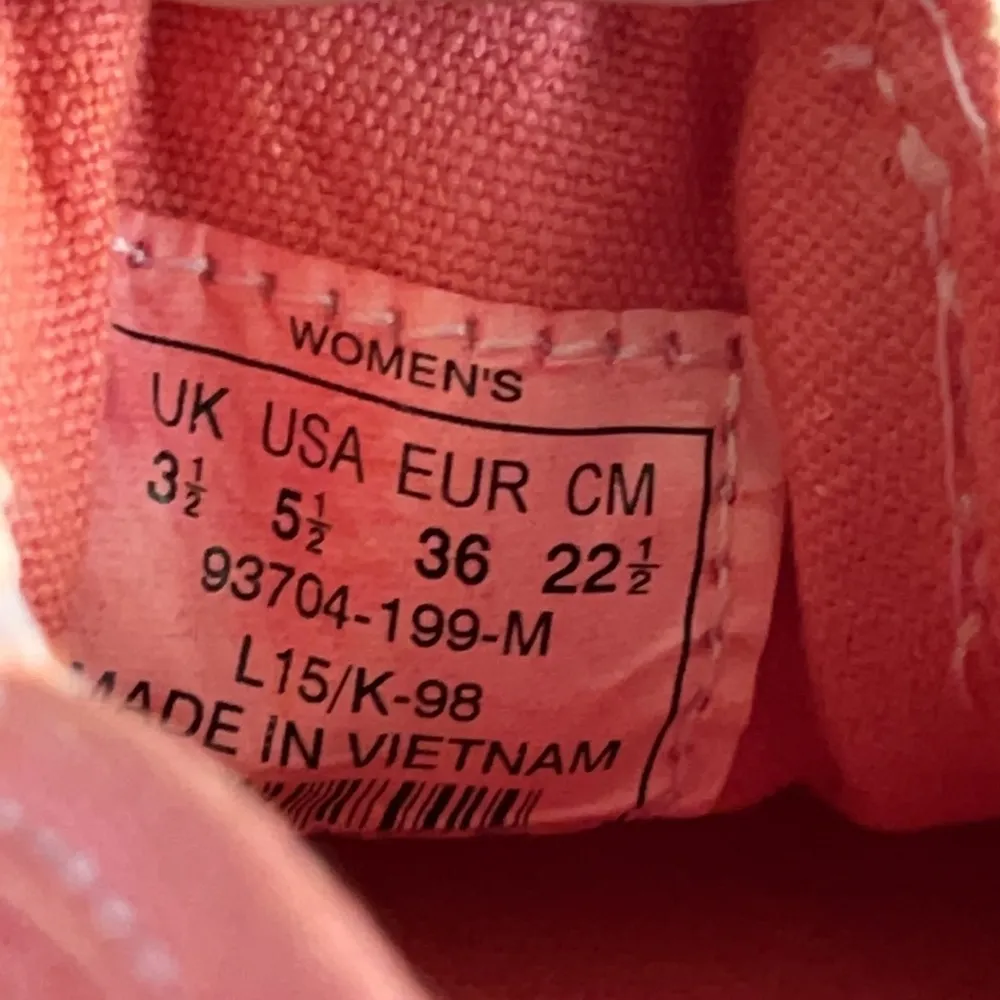 WOMEN'S
UK USA EUR CM
3½ 5½ 36 22½
93704-199-M
L15/K-98
MADE IN VIETNAM